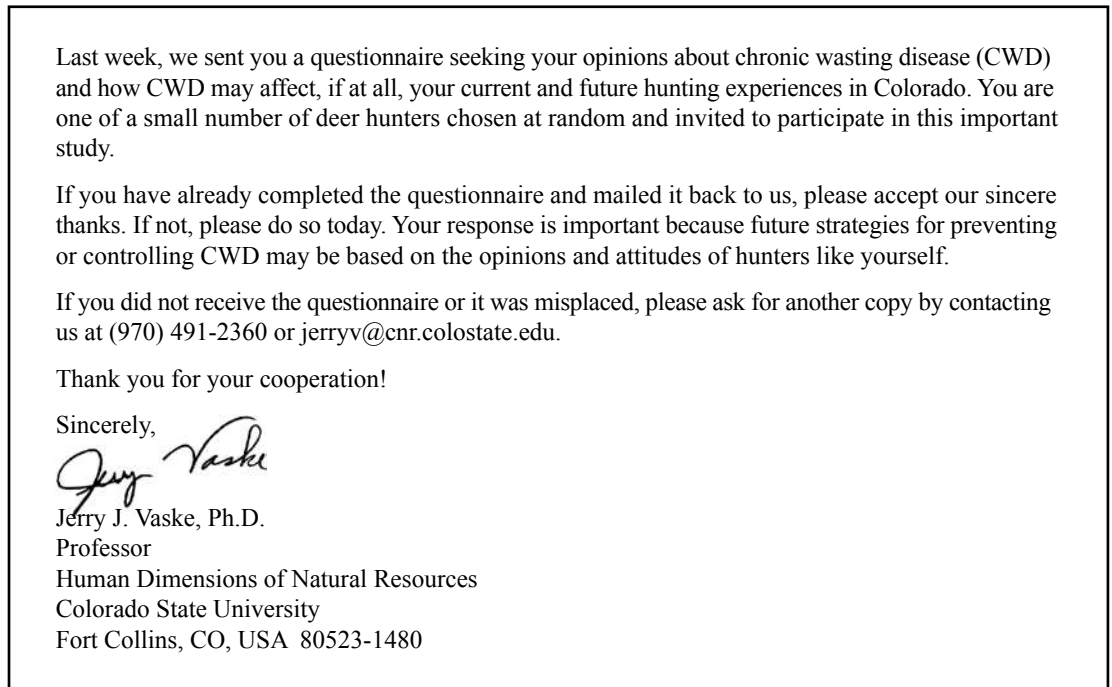 Last week, we sent you a questionnaire seeking your opinions about chronic wasting disease (CWD)
and how CWD may affect, if at all, your current and future hunting experiences in Colorado. You are
one of a small number of deer hunters chosen at random and invited to participate in this important
study.
If you have already completed the questionnaire and mailed it back to us, please accept our sincere
thanks. If not, please do so today. Your response is important because future strategies for preventing
or controlling CWD may be based on the opinions and attitudes of hunters like yourself.
If you did not receive the questionnaire or it was misplaced, please ask for another copy by contacting
us at (970) 491-2360 or jerryv@cnr.colostate.edu.
Thank you for your cooperation!
Sincerely,
Jerry Vaske
Jerry J. Vaske, Ph.D.
Professor
Human Dimensions of Natural Resources
Colorado State University
Fort Collins, CO, USA 80523-1480